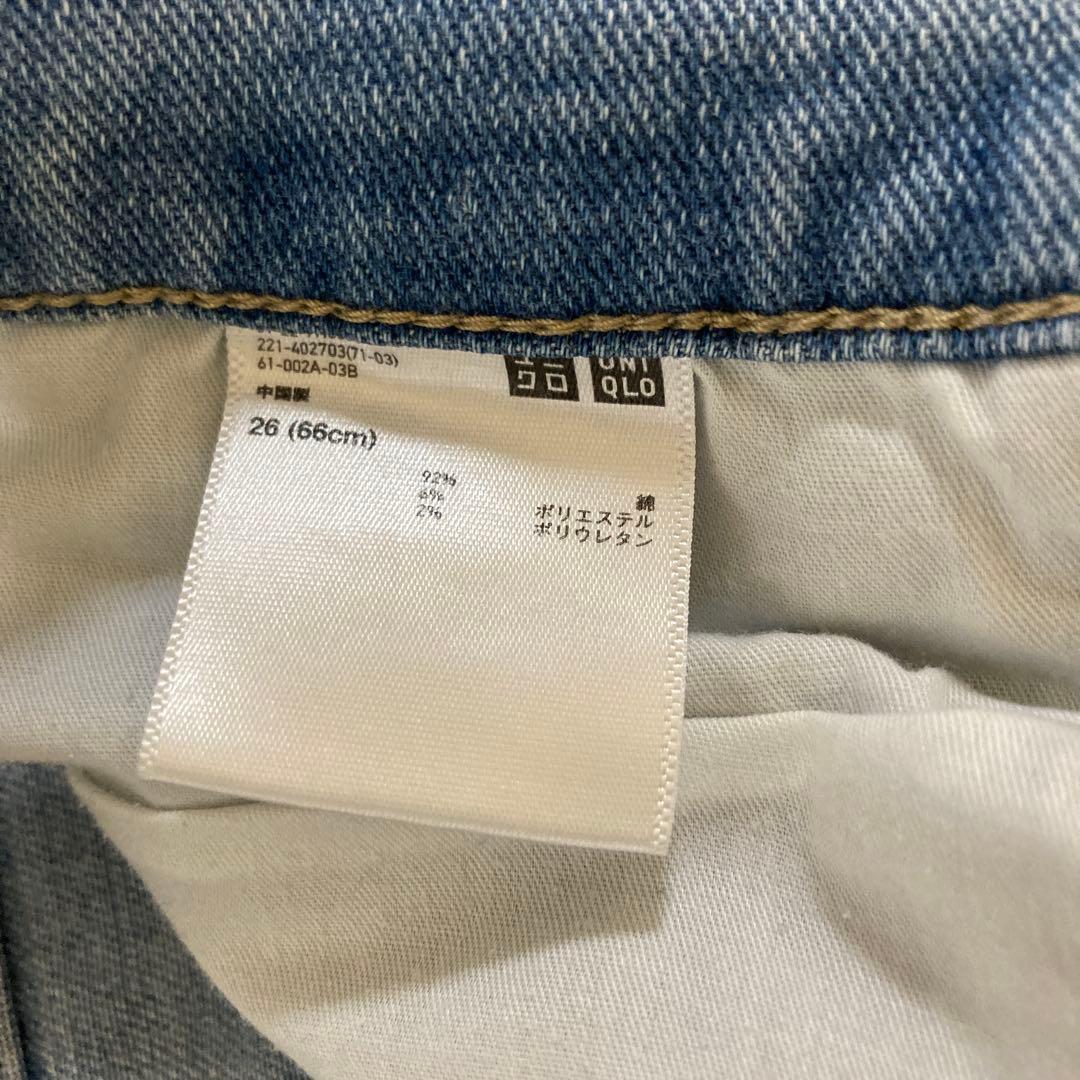 221-402703(71-03)
61-002A-03B
中国製
ユニ
クロ
UNI
QLO
26 (66cm)
92% 綿
6% ポリエステル
2% ポリウレタン